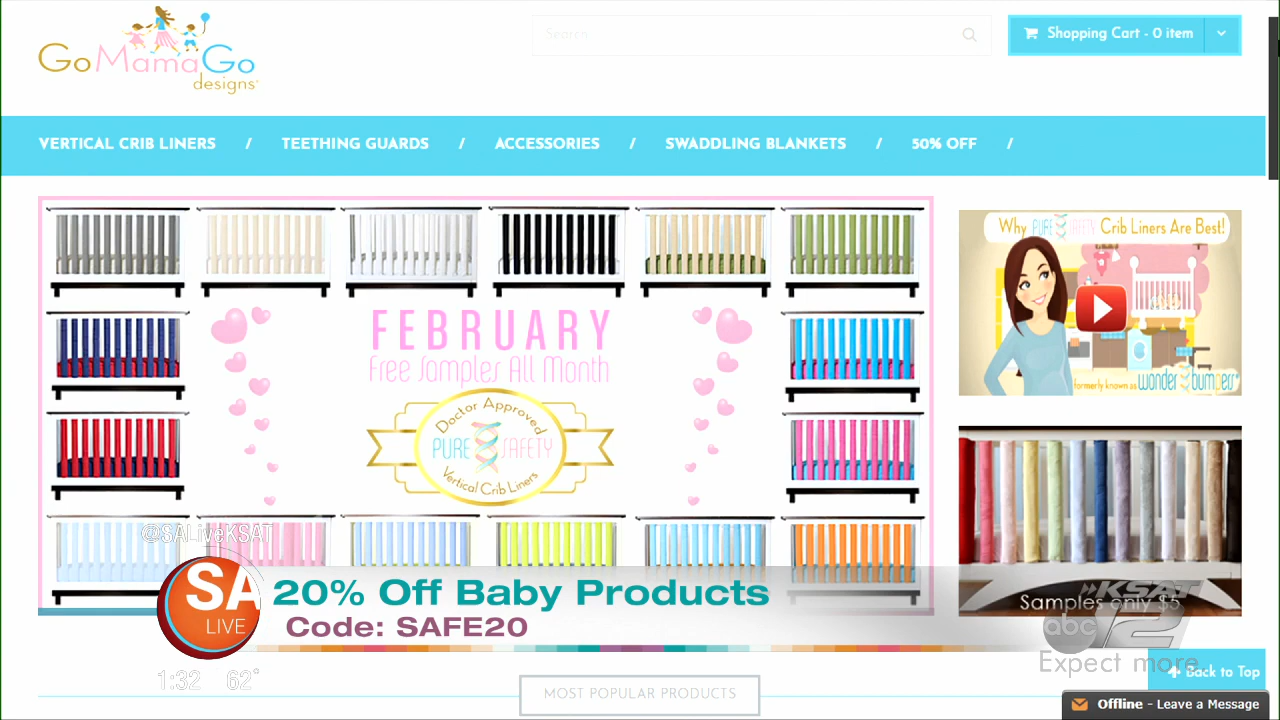 GoMamaGo
designs
Search...
Shopping Cart - 0 item
VERTICAL CRIB LINERS / TEETHING GUARDS / ACCESSORIES / SWADDLING BLANKETS / 50% OFF /
Why PURE SAFETY Crib Liners Are Best!
formerly known as wonder bumpers
FEBRUARY
Free Samples All Month
Doctor Approved
PURE SAFETY
Vertical Crib Liners
Samples only $5
@SALiveKSAT
SA
LIVE
20% Off Baby Products
Code: SAFE20
KSAT
abc 12
Expect more
1:32 62°
Back to Top
MOST POPULAR PRODUCTS
Offline - Leave a Message